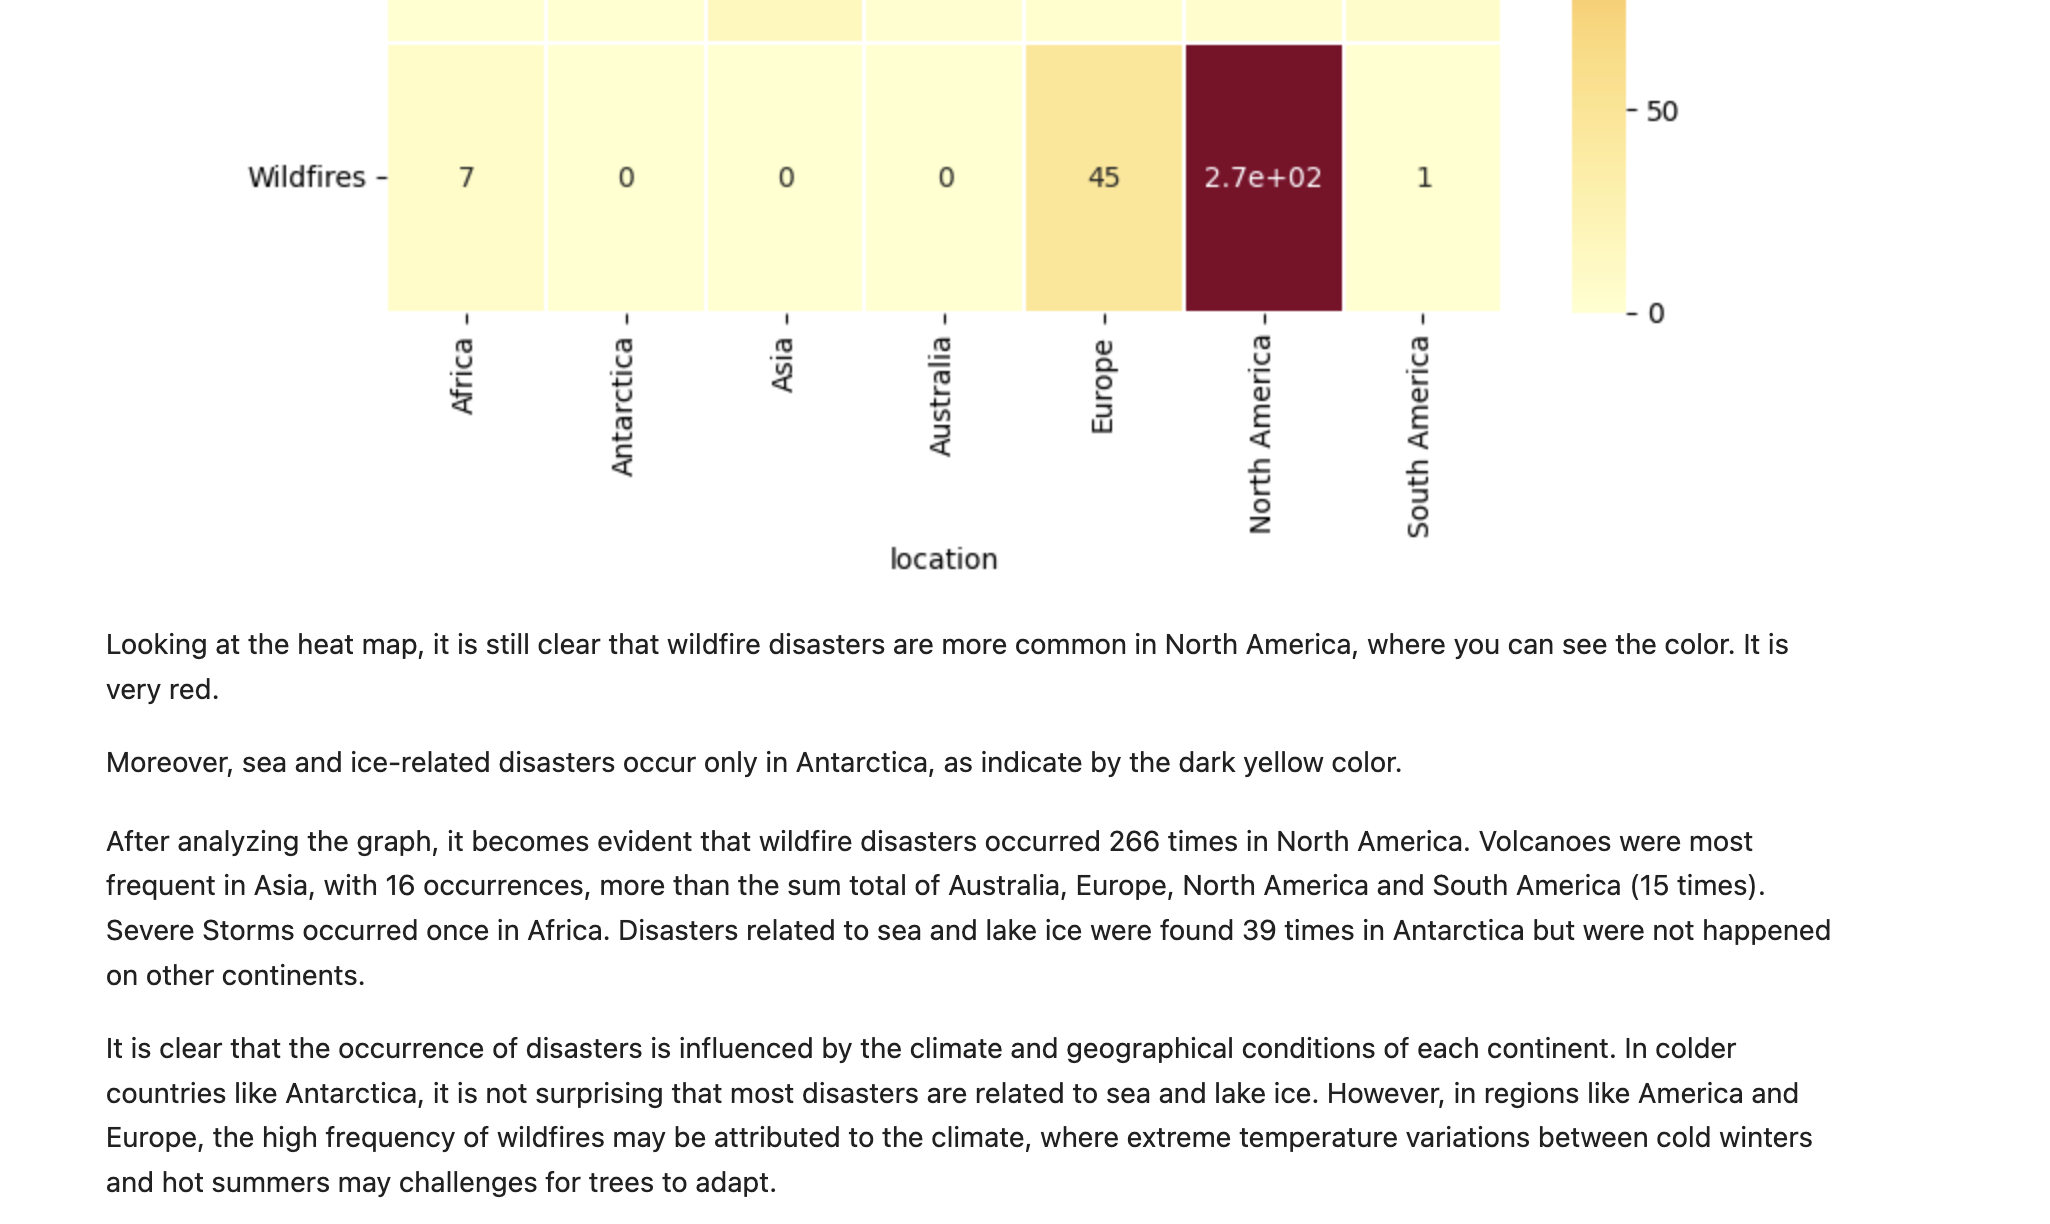 50
Wildfires
7 0 0 0 45 2.7e+02 1
0
Africa
Antarctica
Asia
Australia
Europe
North America
South America
location
Looking at the heat map, it is still clear that wildfire disasters are more common in North America, where you can see the color. It is
very red.
Moreover, sea and ice-related disasters occur only in Antarctica, as indicate by the dark yellow color.
After analyzing the graph, it becomes evident that wildfire disasters occurred 266 times in North America. Volcanoes were most
frequent in Asia, with 16 occurrences, more than the sum total of Australia, Europe, North America and South America (15 times).
Severe Storms occurred once in Africa. Disasters related to sea and lake ice were found 39 times in Antarctica but were not happened
on other continents.
It is clear that the occurrence of disasters is influenced by the climate and geographical conditions of each continent. In colder
countries like Antarctica, it is not surprising that most disasters are related to sea and lake ice. However, in regions like America and
Europe, the high frequency of wildfires may be attributed to the climate, where extreme temperature variations between cold winters
and hot summers may challenges for trees to adapt.